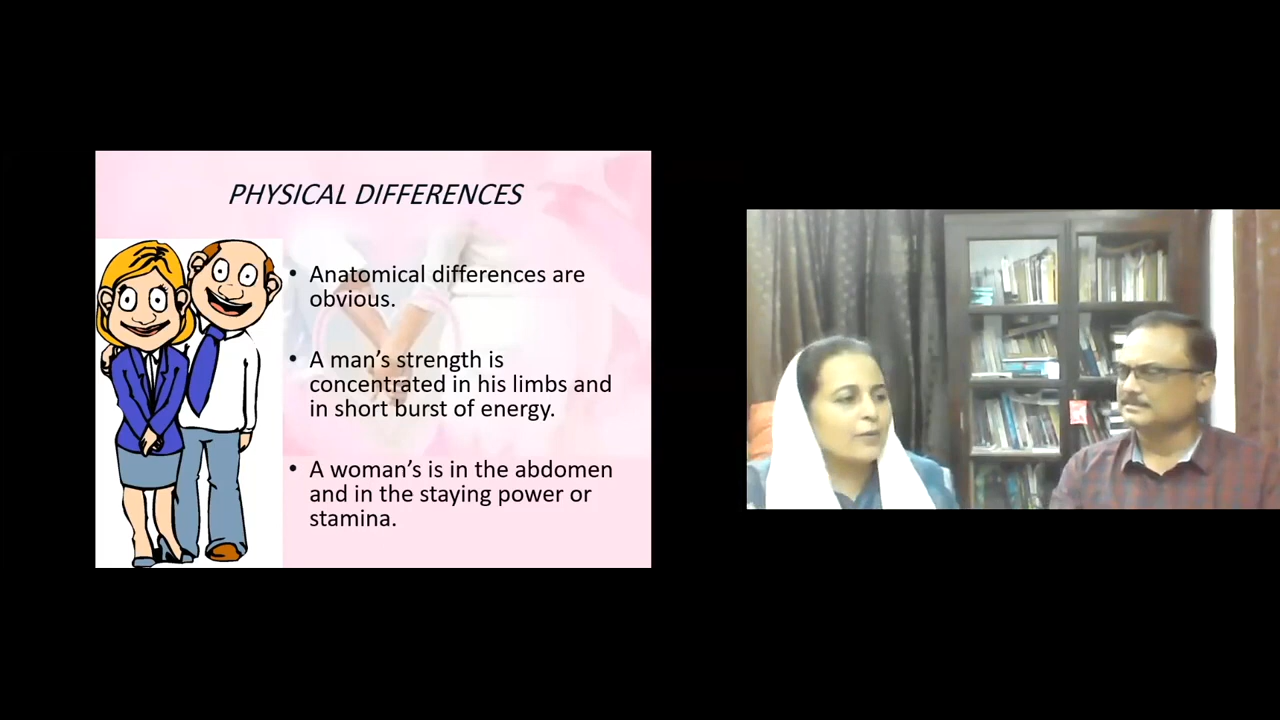 PHYSICAL DIFFERENCES
• Anatomical differences are
obvious.
• A man’s strength is
concentrated in his limbs and
in short burst of energy.
• A woman’s is in the abdomen
and in the staying power or
stamina.